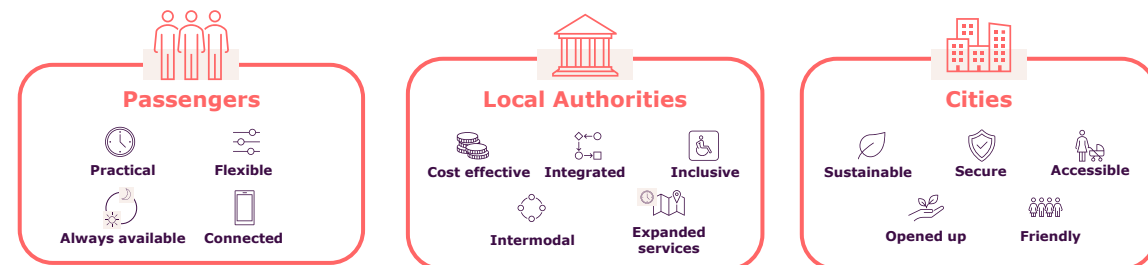 Passengers
Practical
Flexible
Always available
Connected
Local Authorities
Cost effective
Integrated
Inclusive
Intermodal
Expanded
services
Cities
Sustainable
Secure
Accessible
Opened up
Friendly